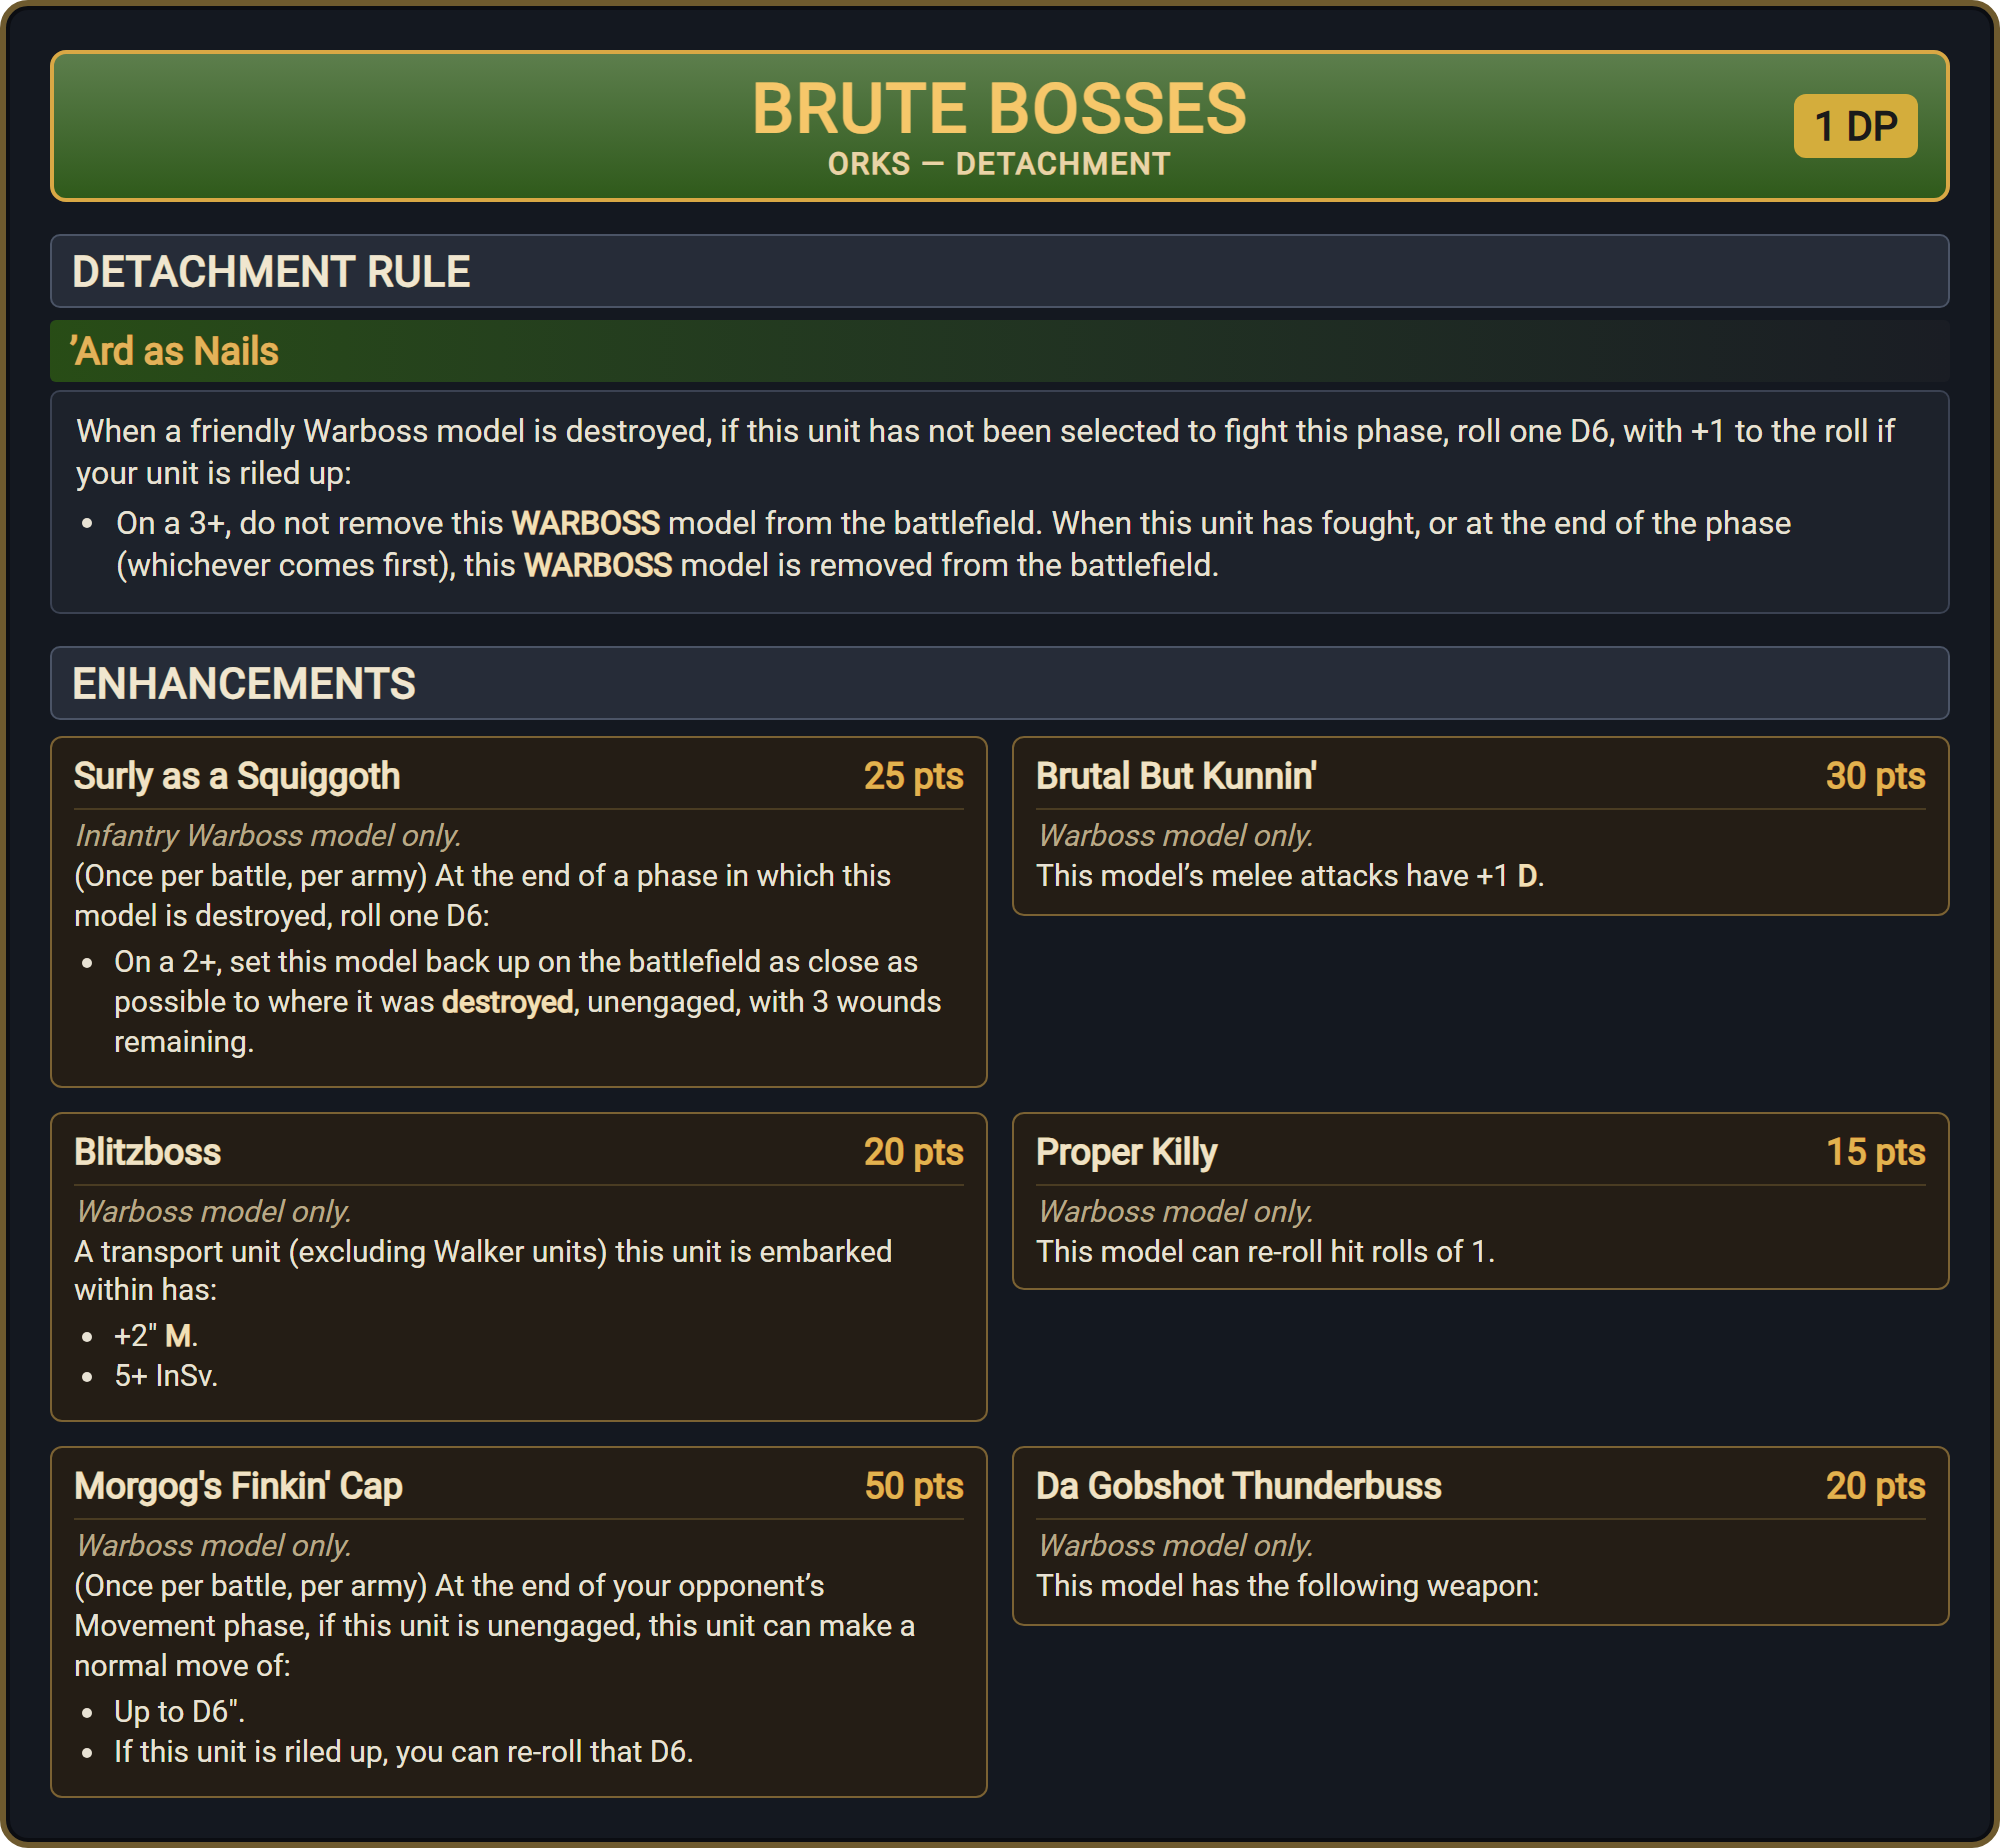 BRUTE BOSSES
ORKS — DETACHMENT
1 DP
DETACHMENT RULE
’Ard as Nails
When a friendly Warboss model is destroyed, if this unit has not been selected to fight this phase, roll one D6, with +1 to the roll if
your unit is riled up:
• On a 3+, do not remove this WARBOSS model from the battlefield. When this unit has fought, or at the end of the phase
(whichever comes first), this WARBOSS model is removed from the battlefield.
ENHANCEMENTS
Surly as a Squiggoth 25 pts
Infantry Warboss model only.
(Once per battle, per army) At the end of a phase in which this
model is destroyed, roll one D6:
• On a 2+, set this model back up on the battlefield as close as
possible to where it was destroyed, unengaged, with 3 wounds
remaining.
Brutal But Kunnin' 30 pts
Warboss model only.
This model’s melee attacks have +1 D.
Blitzboss 20 pts
Warboss model only.
A transport unit (excluding Walker units) this unit is embarked
within has:
• +2" M.
• 5+ InSv.
Proper Killy 15 pts
Warboss model only.
This model can re-roll hit rolls of 1.
Morgog's Finkin' Cap 50 pts
Warboss model only.
(Once per battle, per army) At the end of your opponent’s
Movement phase, if this unit is unengaged, this unit can make a
normal move of:
• Up to D6".
• If this unit is riled up, you can re-roll that D6.
Da Gobshot Thunderbuss 20 pts
Warboss model only.
This model has the following weapon: